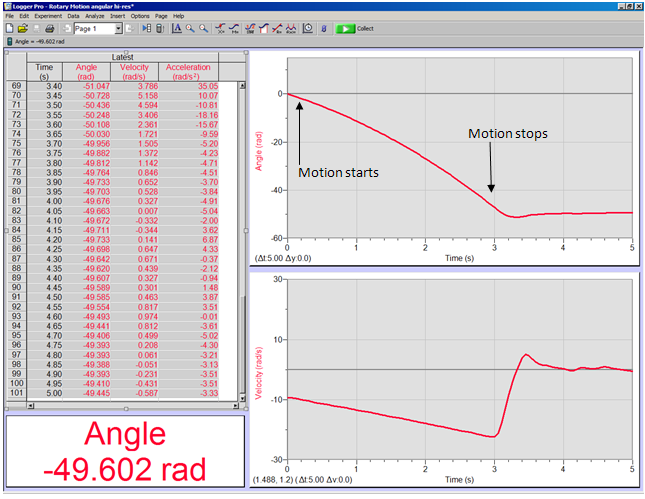 Logger Pro - Rotary Motion angular hi-res*
File Edit Experiment Data Analyze Insert Options Page Help
Page 1
Collect
Angle = -49.602 rad
Latest
Time (s) Angle (rad) Velocity (rad/s) Acceleration (rad/s²)
69 3.40 -51.047 3.786 35.05
70 3.45 -50.728 5.158 10.07
71 3.50 -50.436 4.594 -10.81
72 3.55 -50.248 3.406 -18.16
73 3.60 -50.108 2.361 -15.67
74 3.65 -50.030 1.721 -9.59
75 3.70 -49.956 1.505 -5.20
76 3.75 -49.882 1.372 -4.23
77 3.80 -49.812 1.142 -4.71
78 3.85 -49.764 0.846 -4.51
79 3.90 -49.733 0.652 -3.70
80 3.95 -49.703 0.528 -3.84
81 4.00 -49.676 0.327 -4.91
82 4.05 -49.663 0.007 -5.04
83 4.10 -49.672 -0.332 -2.00
84 4.15 -49.711 -0.344 3.62
85 4.20 -49.733 0.141 6.87
86 4.25 -49.698 0.647 4.33
87 4.30 -49.642 0.671 -0.37
88 4.35 -49.620 0.439 -2.12
89 4.40 -49.607 0.327 -0.94
90 4.45 -49.589 0.301 1.48
91 4.50 -49.585 0.463 3.87
92 4.55 -49.554 0.817 3.51
93 4.60 -49.493 0.974 -0.01
94 4.65 -49.441 0.812 -3.61
95 4.70 -49.406 0.499 -5.02
96 4.75 -49.393 0.208 -4.30
97 4.80 -49.393 0.061 -3.21
98 4.85 -49.388 -0.051 -3.13
99 4.90 -49.393 -0.231 -3.51
100 4.95 -49.410 -0.431 -3.51
101 5.00 -49.445 -0.587 -3.33
Angle
-49.602 rad
0
-20
-40
-60
Angle (rad)
Motion starts
Motion stops
0 1 2 3 4 5
(Δt:5.00 Δy:0.0) Time (s)
30
10
-10
-30
Velocity (rad/s)
0 1 2 3 4 5
(1.488, 1.2) (Δt:5.00 Δv:0.0) Time (s)